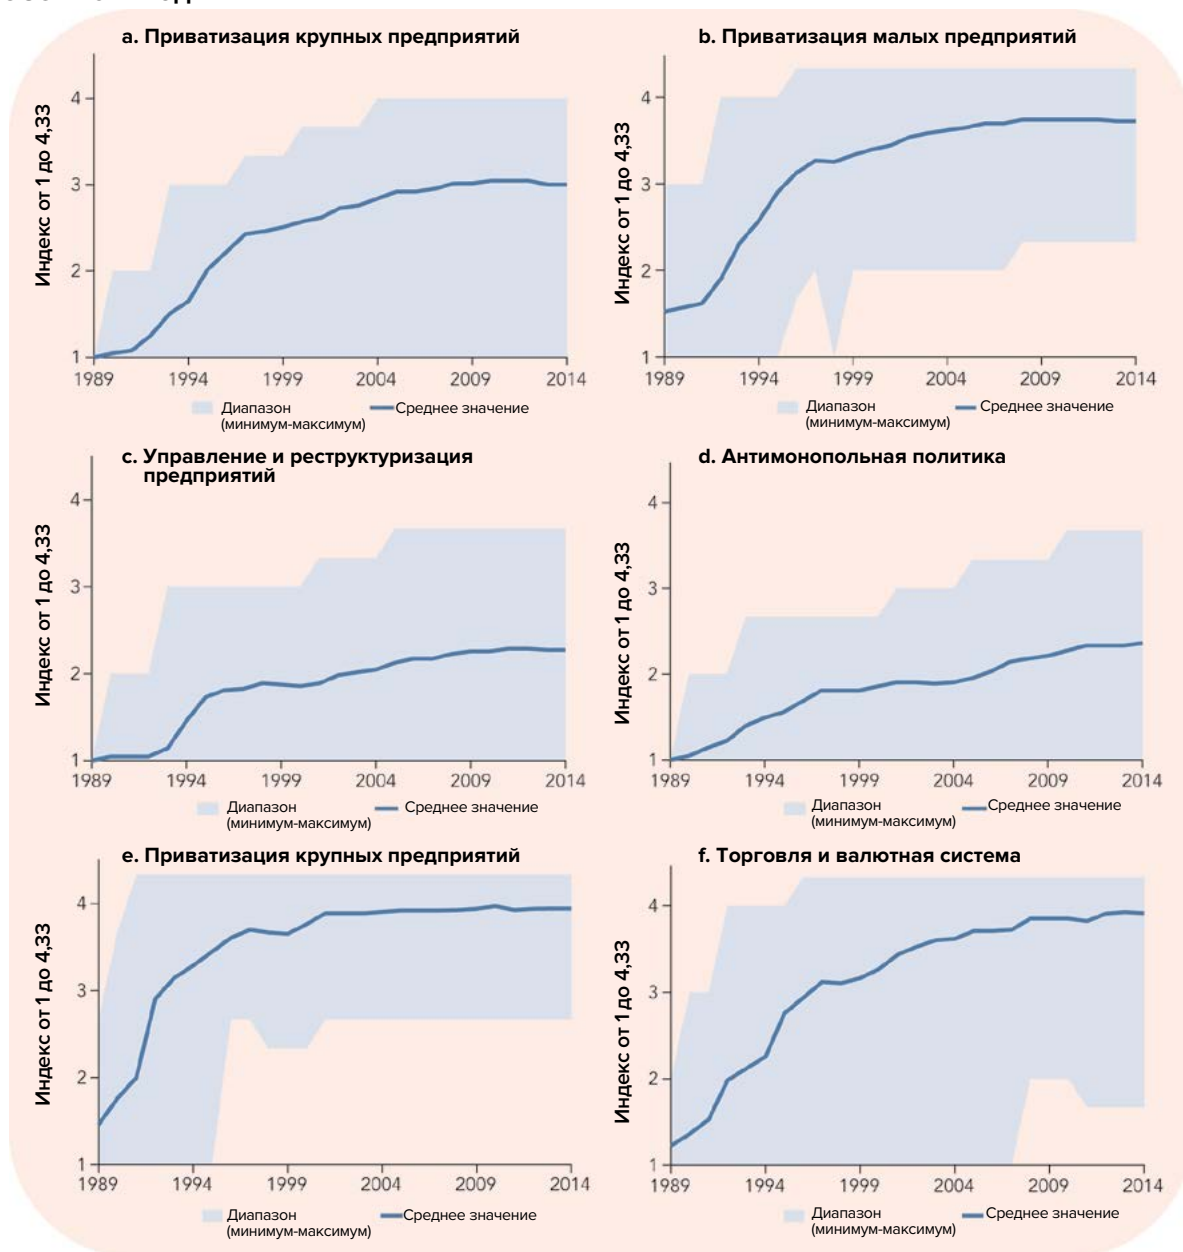 a. Приватизация крупных предприятий
Индекс от 1 до 4,33
4
3
2
1
1989 1994 1999 2004 2009 2014
Диапазон (минимум-максимум)
Среднее значение
b. Приватизация малых предприятий
Индекс от 1 до 4,33
4
3
2
1
1989 1994 1999 2004 2009 2014
Диапазон (минимум-максимум)
Среднее значение
c. Управление и реструктуризация
предприятий
Индекс от 1 до 4,33
4
3
2
1
1989 1994 1999 2004 2009 2014
Диапазон (минимум-максимум)
Среднее значение
d. Антимонопольная политика
Индекс от 1 до 4,33
4
3
2
1
1989 1994 1999 2004 2009 2014
Диапазон (минимум-максимум)
Среднее значение
e. Приватизация крупных предприятий
Индекс от 1 до 4,33
4
3
2
1
1989 1994 1999 2004 2009 2014
Диапазон (минимум-максимум)
Среднее значение
f. Торговля и валютная система
Индекс от 1 до 4,33
4
3
2
1
1989 1994 1999 2004 2009 2014
Диапазон (минимум-максимум)
Среднее значение